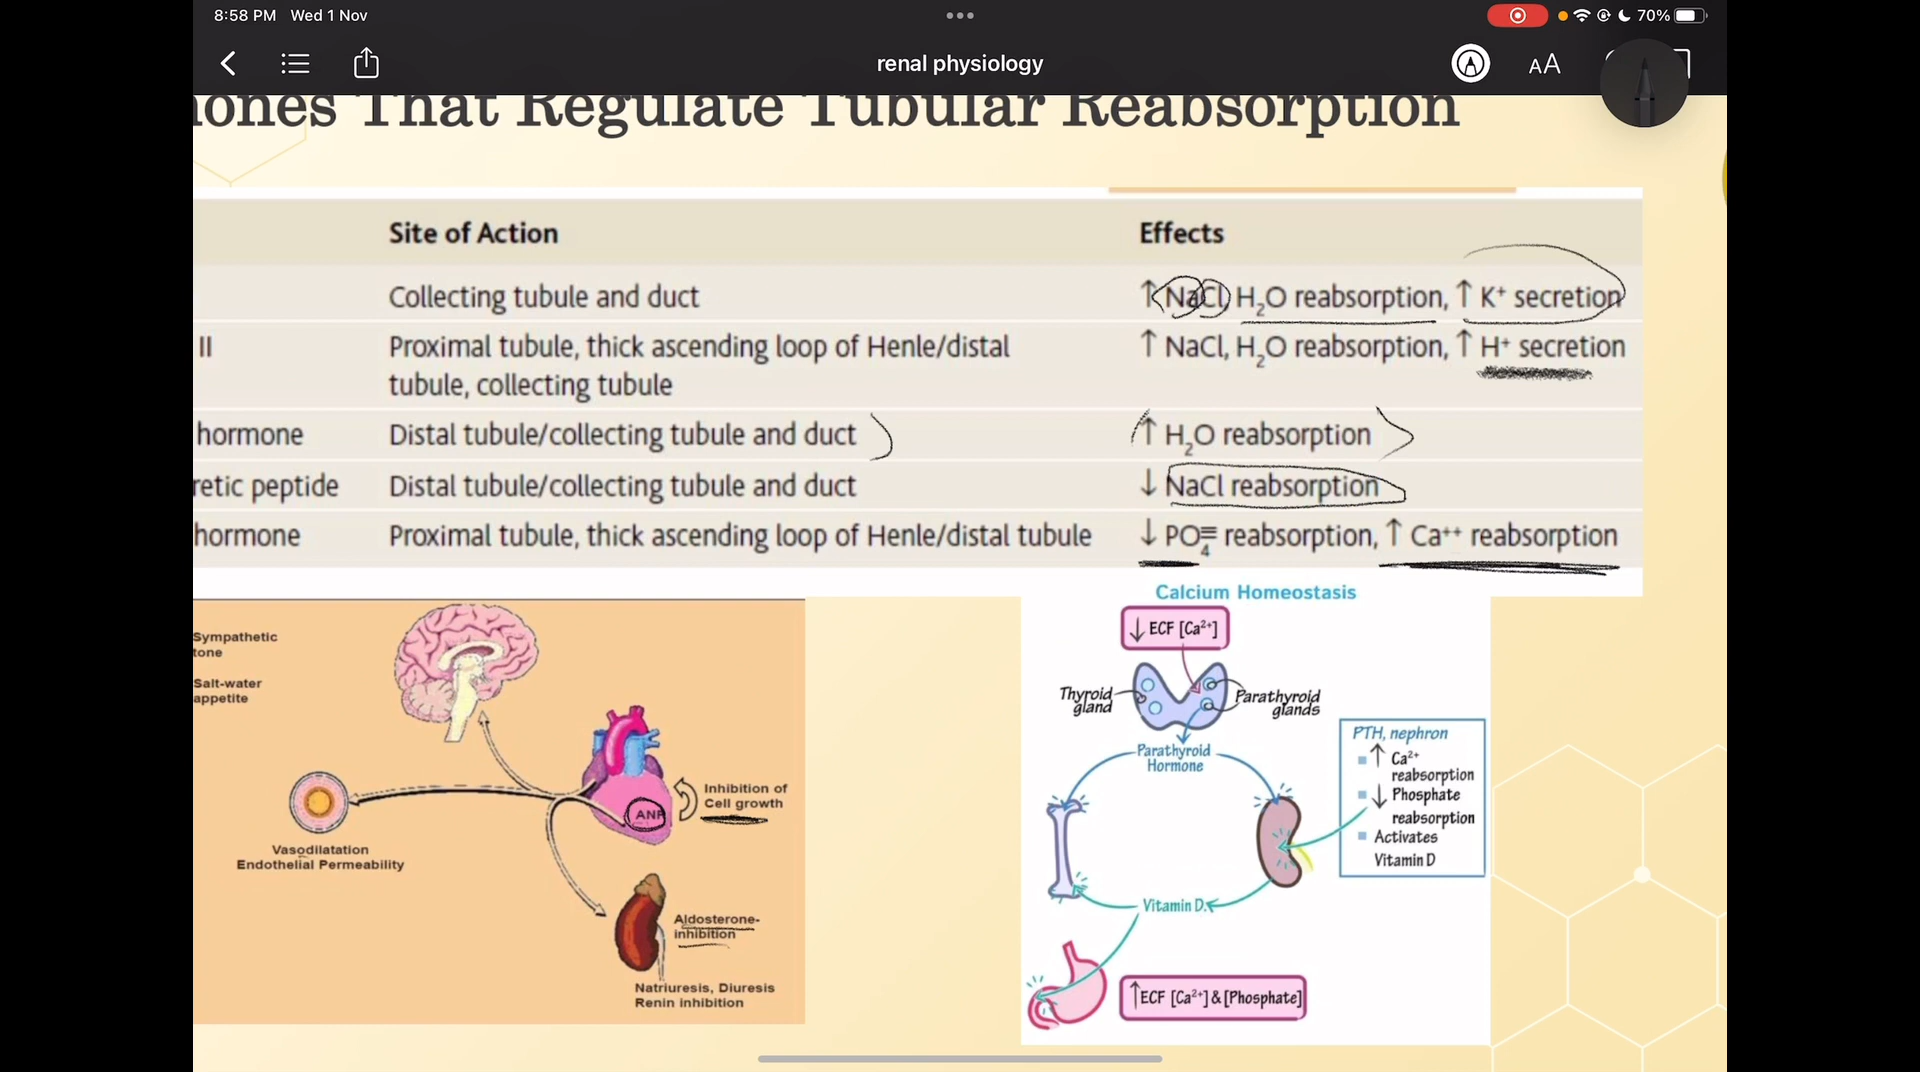 8:58 PM Wed 1 Nov
70%
renal physiology
AA
ones That Regulate Tubular Reabsorption
Site of Action Effects
Collecting tubule and duct ↑ NaCl, H₂O reabsorption, ↑ K⁺ secretion
II Proximal tubule, thick ascending loop of Henle/distal ↑ NaCl, H₂O reabsorption, ↑ H⁺ secretion
tubule, collecting tubule
hormone Distal tubule/collecting tubule and duct ↑ H₂O reabsorption
retic peptide Distal tubule/collecting tubule and duct ↓ NaCl reabsorption
hormone Proximal tubule, thick ascending loop of Henle/distal tubule ↓ PO₄≡ reabsorption, ↑ Ca⁺⁺ reabsorption
Sympathetic
tone
Salt-water
appetite
ANP
Inhibition of
Cell growth
Vasodilatation
Endothelial Permeability
Aldosterone-
inhibition
Natriuresis, Diuresis
Renin inhibition
Calcium Homeostasis
↓ ECF [Ca²⁺]
Thyroid
gland
Parathyroid
glands
Parathyroid
Hormone
PTH, nephron
↑ Ca²⁺
reabsorption
↓ Phosphate
reabsorption
Activates
Vitamin D
Vitamin D
↑ECF [Ca²⁺] & [Phosphate]